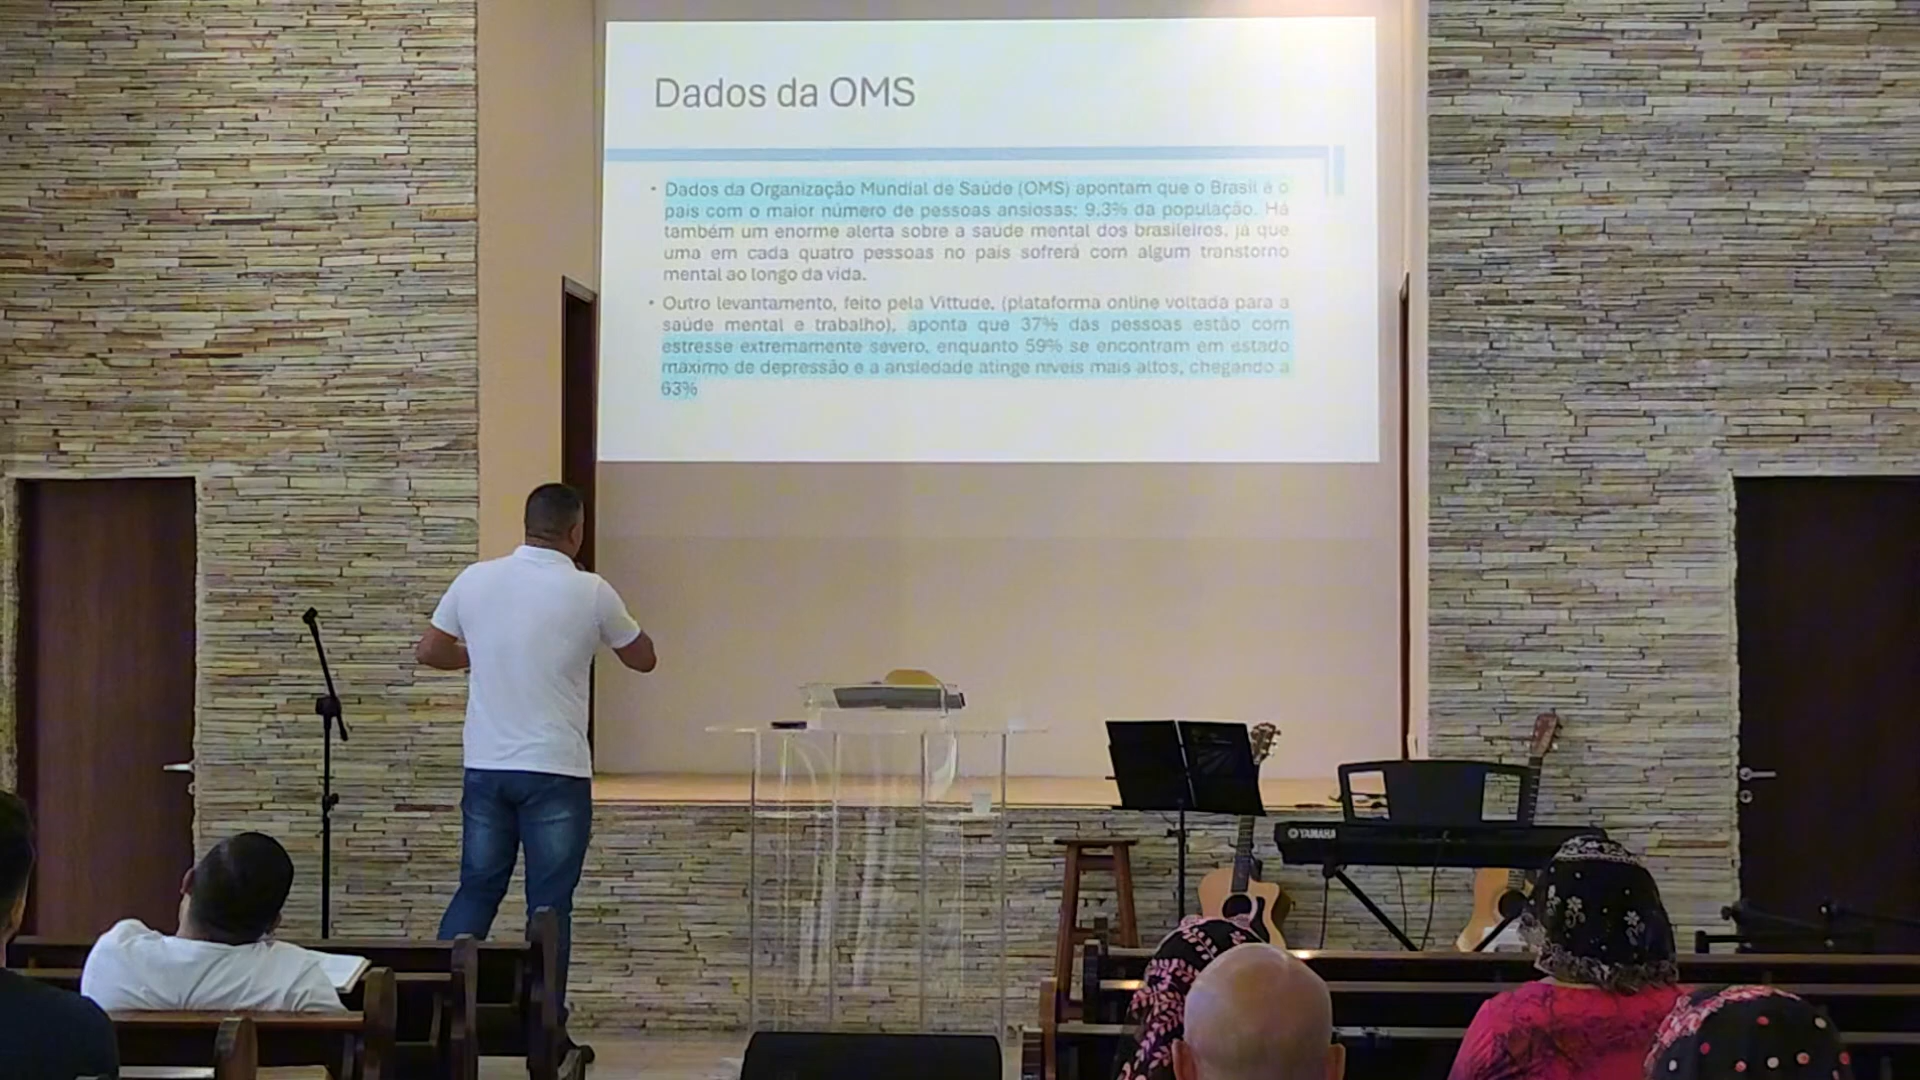 Dados da OMS
• Dados da Organização Mundial de Saúde (OMS) apontam que o Brasil é o
país com o maior número de pessoas ansiosas: 9.3% da população. Há
também um enorme alerta sobre a saúde mental dos brasileiros, já que
uma em cada quatro pessoas no país sofrerá com algum transtorno
mental ao longo da vida.
• Outro levantamento, feito pela Vittude, (plataforma online voltada para a
saúde mental e trabalho), aponta que 37% das pessoas estão com
estresse extremamente severo, enquanto 59% se encontram em estado
máximo de depressão e a ansiedade atinge níveis mais altos, chegando a
63%
YAMAHA